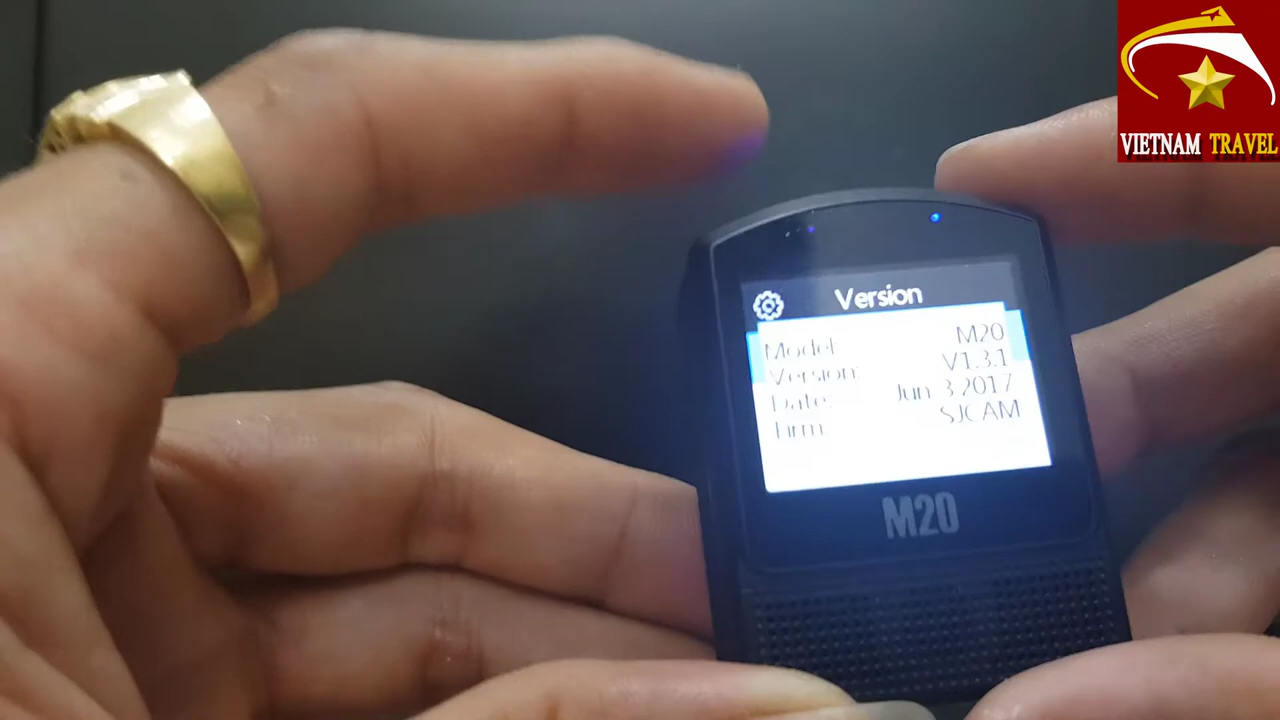 VIETNAM TRAVEL
Version
Model: M20
Version: V1.3.1
Date: Jun 3 2017
Firm: SJCAM
M20